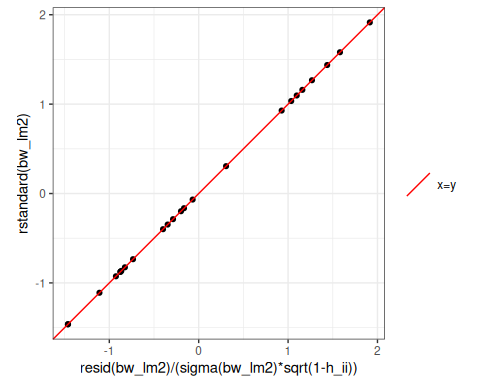 2
1
0
-1
-1
0
1
2
rstandard(bw_lm2)
resid(bw_lm2)/(sigma(bw_lm2)*sqrt(1-h_ii))
x=y